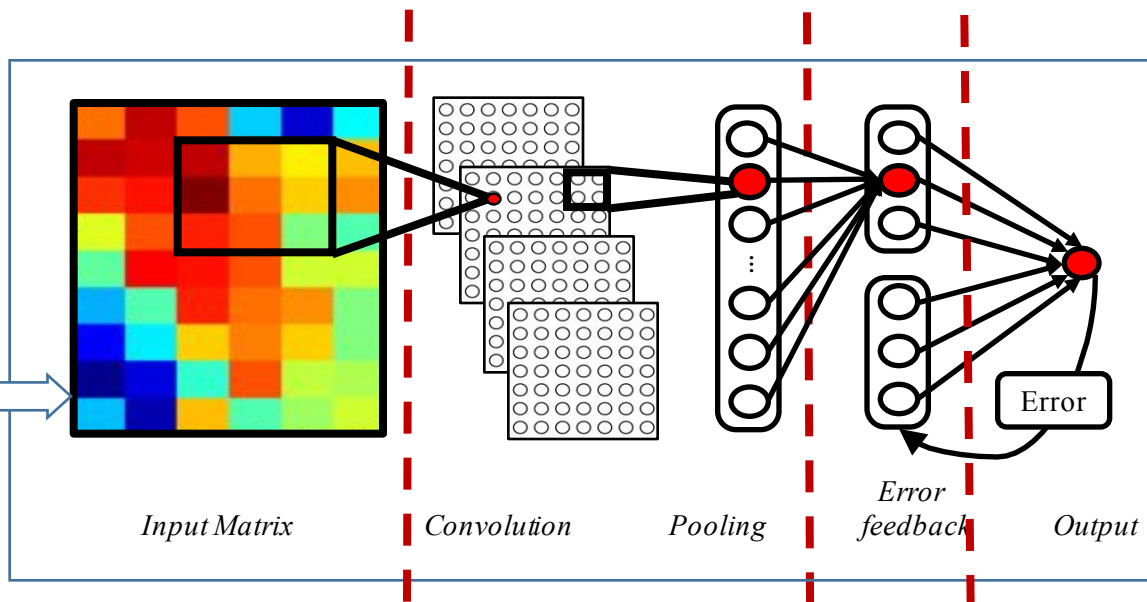 ...
Error
Input Matrix
Convolution
Pooling
Error
feedback
Output